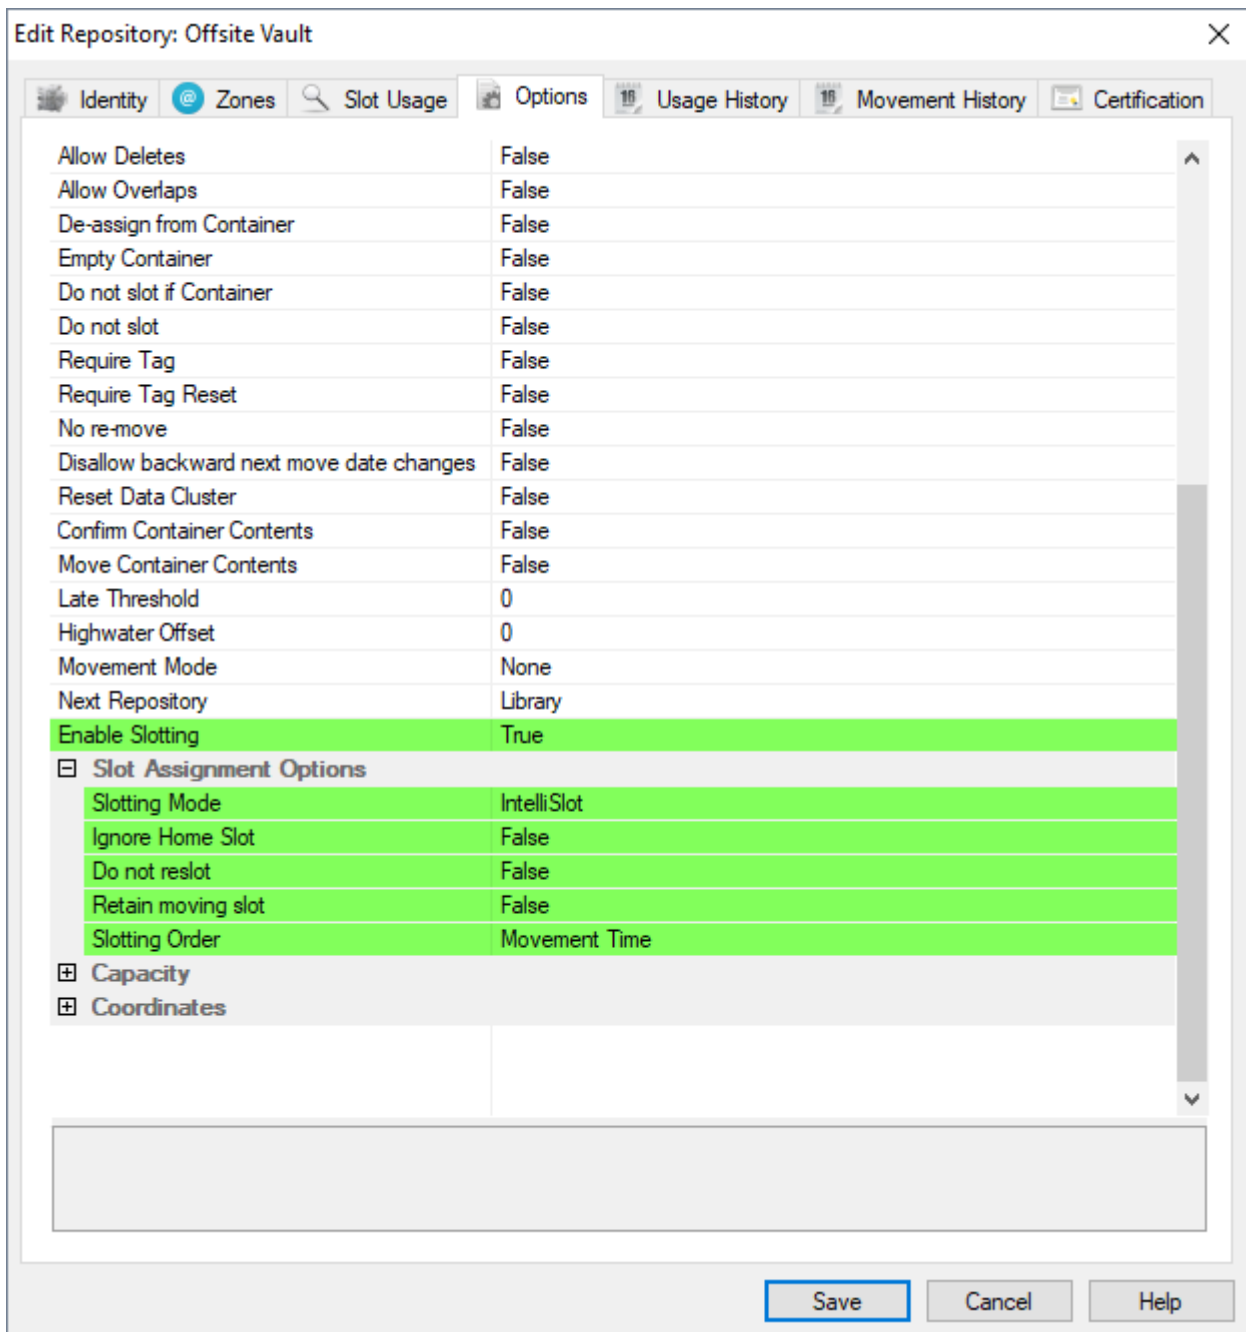 Edit Repository: Offsite Vault
Identity Zones Slot Usage Options Usage History Movement History Certification
Allow Deletes False
Allow Overlaps False
De-assign from Container False
Empty Container False
Do not slot if Container False
Do not slot False
Require Tag False
Require Tag Reset False
No re-move False
Disallow backward next move date changes False
Reset Data Cluster False
Confirm Container Contents False
Move Container Contents False
Late Threshold 0
Highwater Offset 0
Movement Mode None
Next Repository Library
Enable Slotting True
Slot Assignment Options
Slotting Mode IntelliSlot
Ignore Home Slot False
Do not reslot False
Retain moving slot False
Slotting Order Movement Time
Capacity
Coordinates
Save Cancel Help